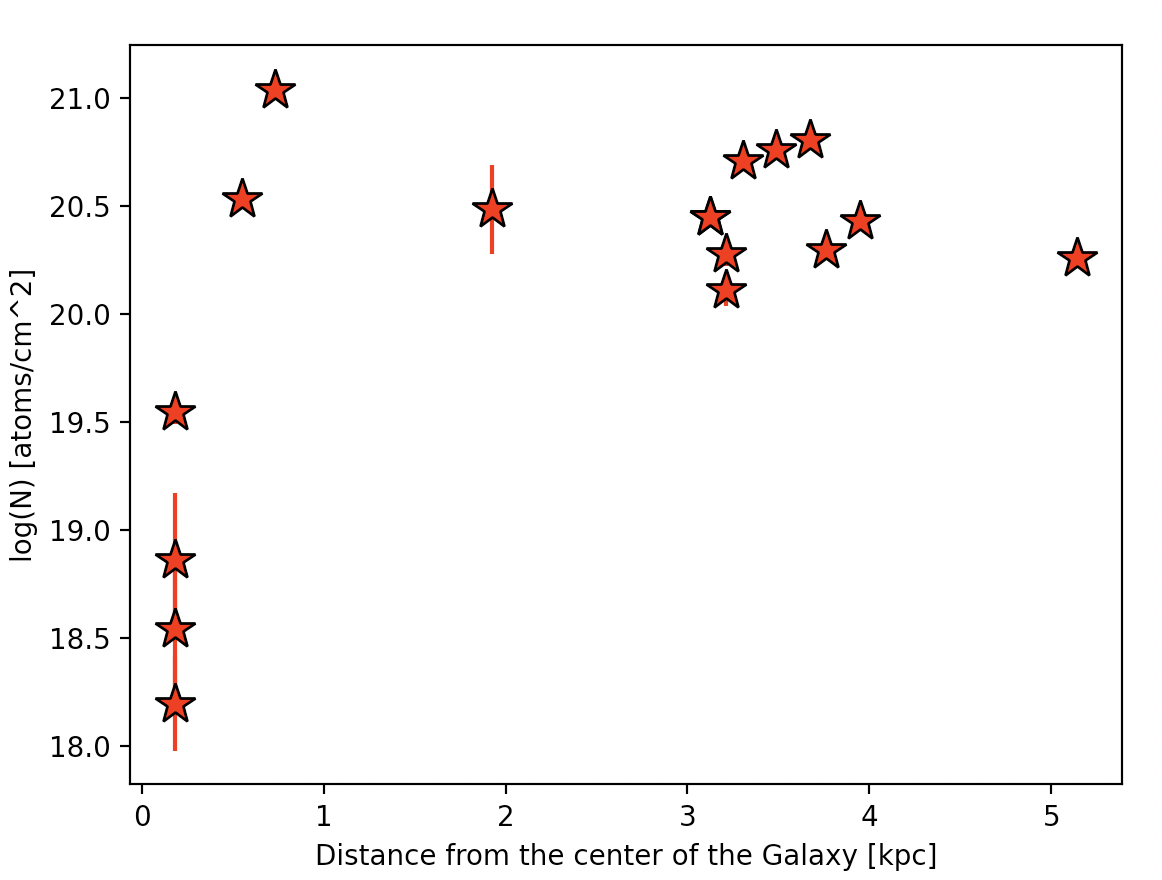 21.0
20.5
20.0
19.5
19.0
18.5
18.0
log(N) [atoms/cm^2]
0 1 2 3 4 5
Distance from the center of the Galaxy [kpc]